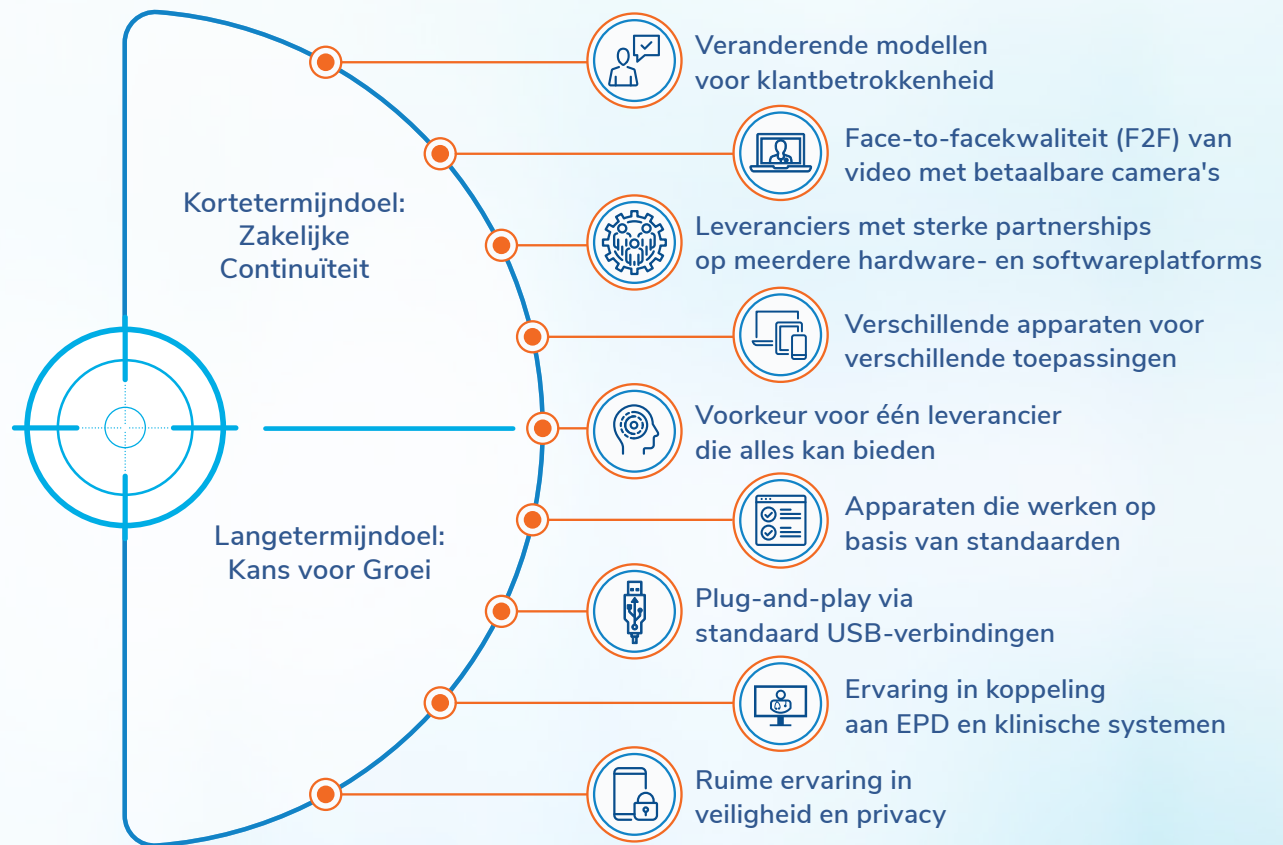 Kortetermijndoel:
Zakelijke
Continuïteit
Langetermijndoel:
Kans voor Groei
Veranderende modellen
voor klantbetrokkenheid
Face-to-facekwaliteit (F2F) van
video met betaalbare camera's
Leveranciers met sterke partnerships
op meerdere hardware- en softwareplatforms
Verschillende apparaten voor
verschillende toepassingen
Voorkeur voor één leverancier
die alles kan bieden
Apparaten die werken op
basis van standaarden
Plug-and-play via
standaard USB-verbindingen
Ervaring in koppeling
aan EPD en klinische systemen
Ruime ervaring in
veiligheid en privacy